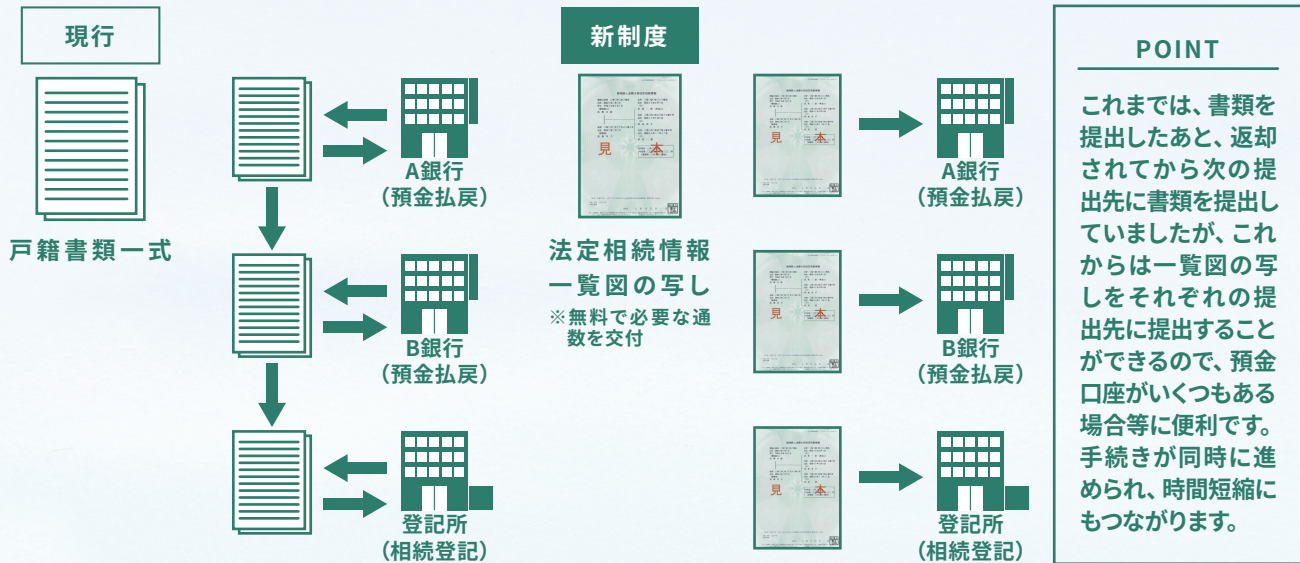 現行
戸籍書類一式
A銀行
（預金払戻）
B銀行
（預金払戻）
登記所
（相続登記）
新制度
見 本
法定相続情報
一覧図の写し
※無料で必要な通
数を交付
見 本
A銀行
（預金払戻）
見 本
B銀行
（預金払戻）
見 本
登記所
（相続登記）
POINT
これまでは、書類を
提出したあと、返却
されてから次の提
出先に書類を提出し
ていましたが、これ
からは一覧図の写
しをそれぞれの提
出先に提出すること
ができるので、預金
口座がいくつもある
場合等に便利です。
手続きが同時に進
められ、時間短縮に
もつながります。